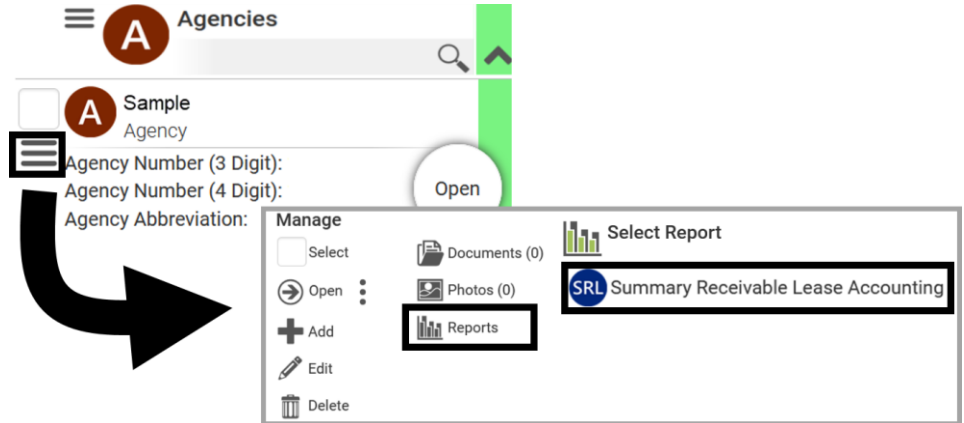 Agencies
A
A
Sample
Agency
Agency Number (3 Digit):
Agency Number (4 Digit):
Agency Abbreviation:
Open
Manage
Select
Open
Add
Edit
Delete
Documents (0)
Photos (0)
Reports
Select Report
SRL Summary Receivable Lease Accounting